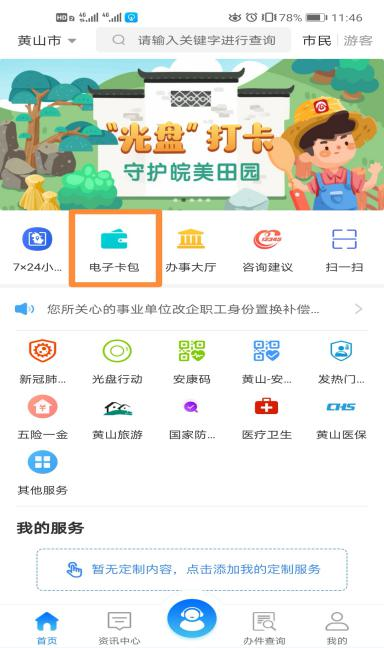 HD 4G 4G 78% 11:46
黄山市 请输入关键字进行查询 市民 | 游客
“光盘”打卡
守护皖美田园
7×24小... 电子卡包 办事大厅 咨询建议 扫一扫
12345
您所关心的事业单位改企职工身份置换补偿...
新冠肺... 光盘行动 安康码 黄山-安... 发热门...
CHS
五险一金 黄山旅游 国家防... 医疗卫生 黄山医保
其他服务
我的服务
暂无定制内容，点击添加我的定制服务
首页 资讯中心 办件查询 我的